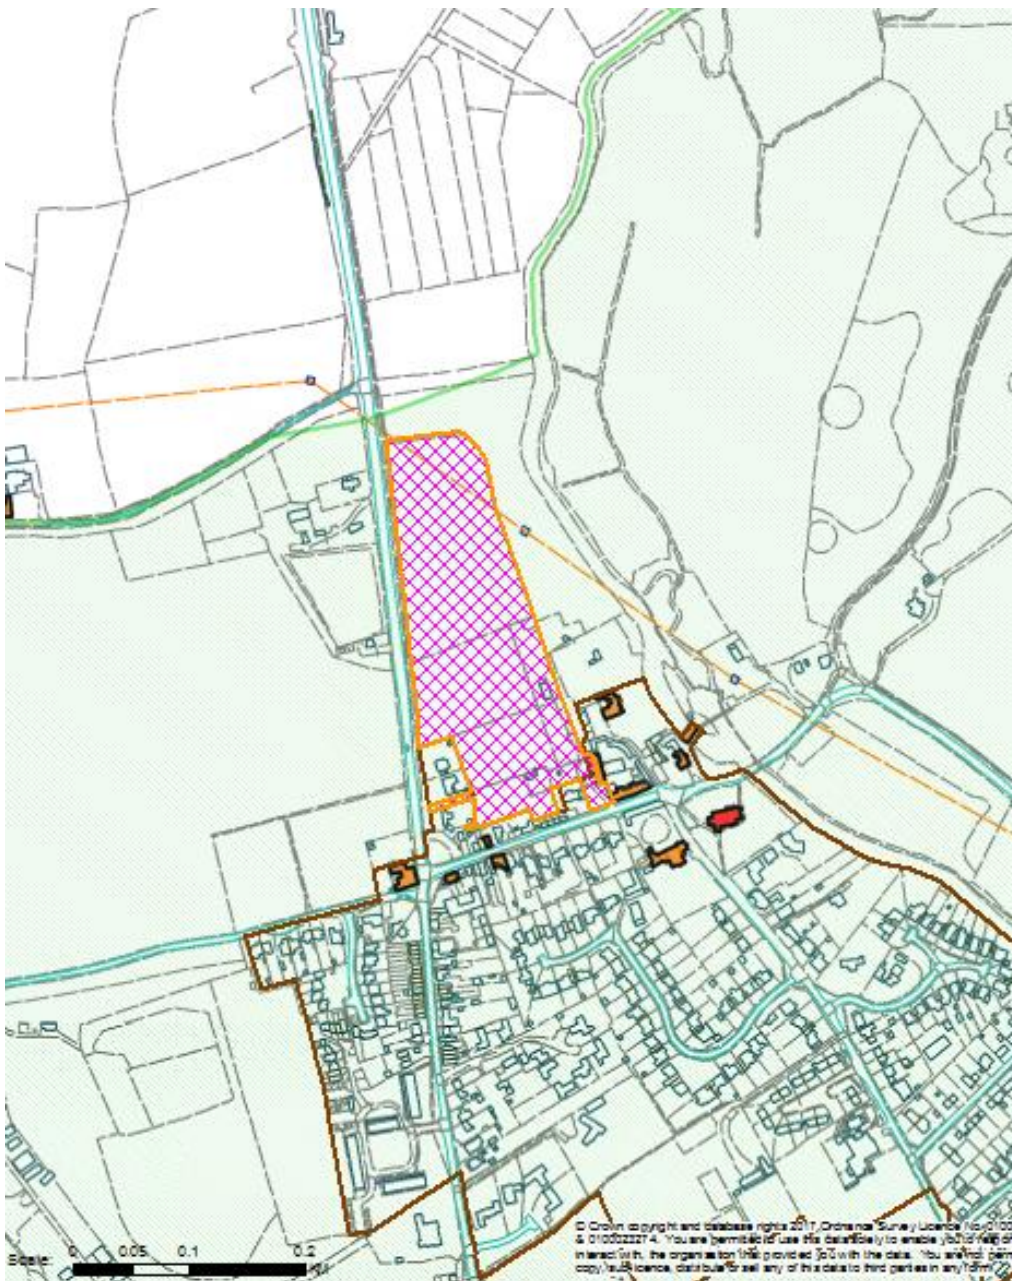 © Crown copyright and database rights 2017, Ordnance Survey Licence No.
& 0100022274. You are permitted to use this data solely to enable you to respond
interact with, the organisation that provided you with the data. You are not
copy, sub-licence, distribute or sell any of this data to third parties in any form
Scale: 0 0.05 0.1 0.2